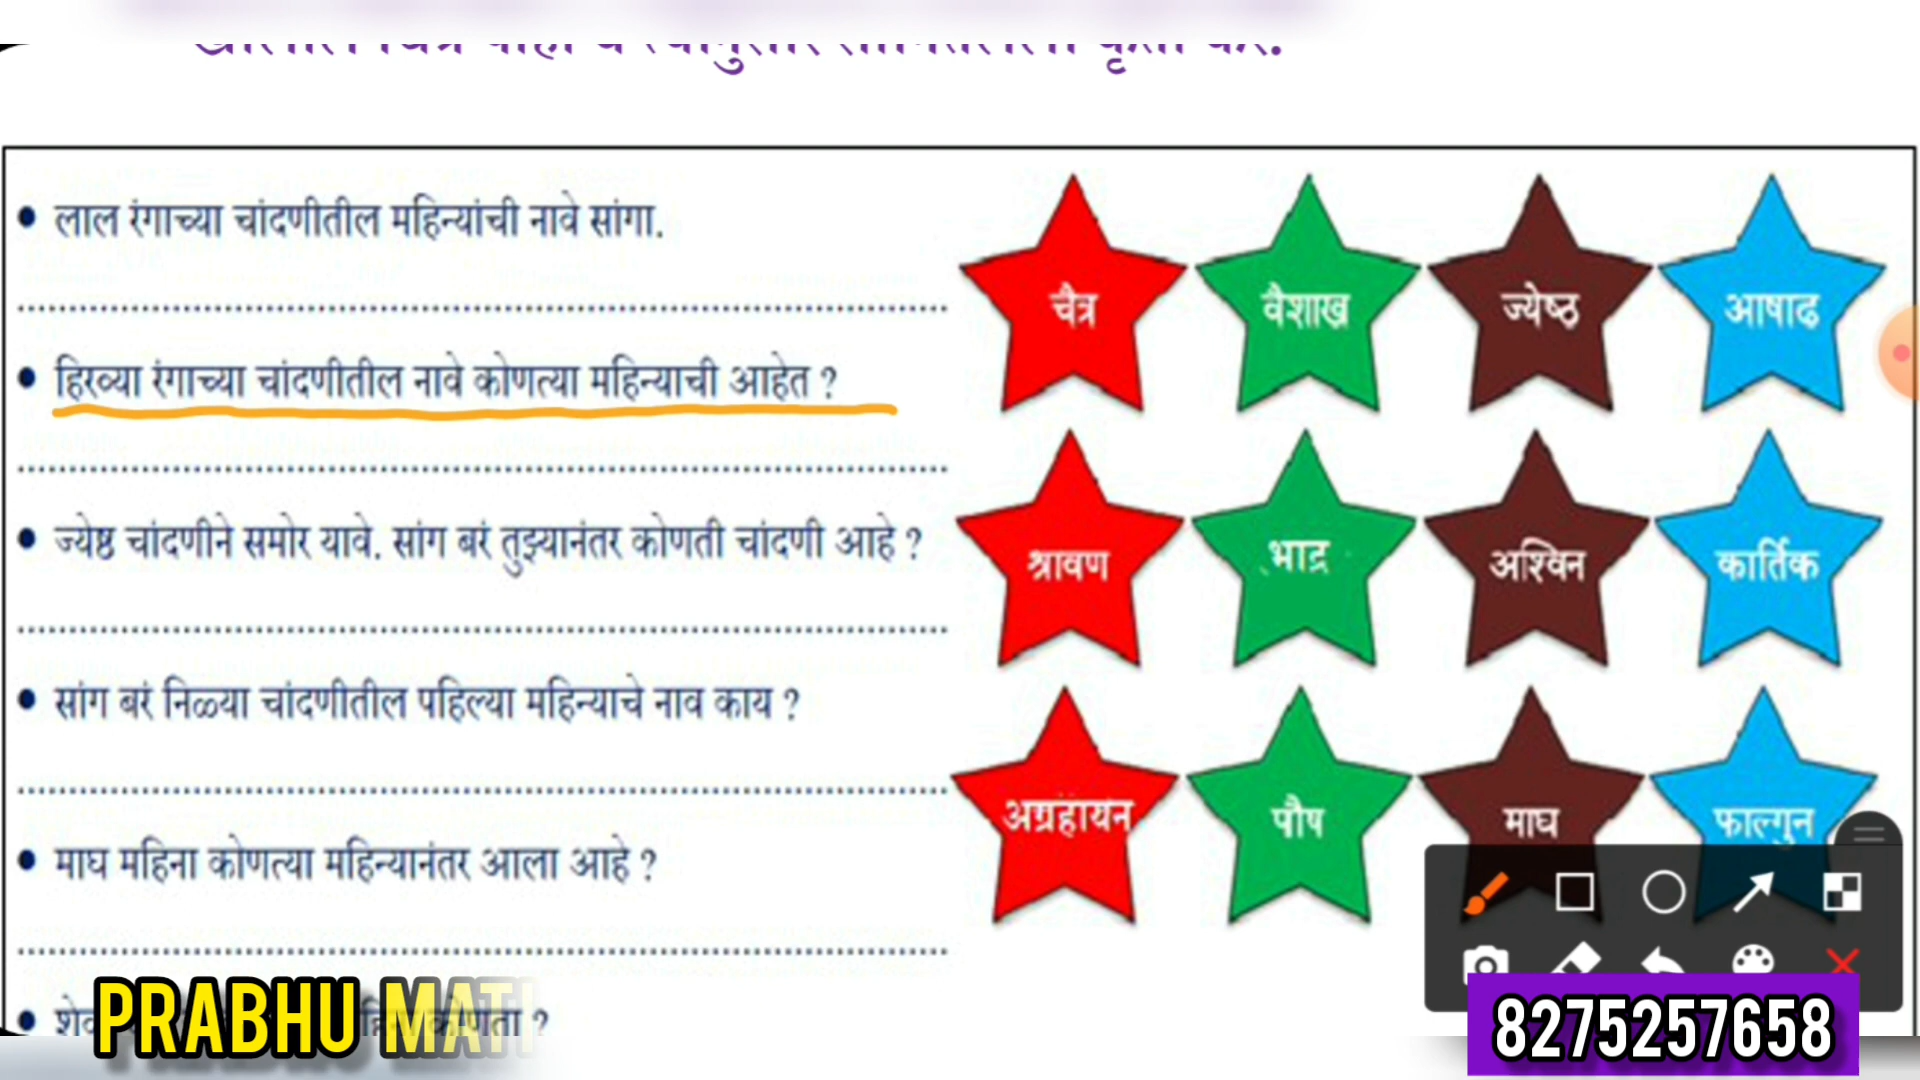 • लाल रंगाच्या चांदणीतील महिन्यांची नावे सांगा.
• हिरव्या रंगाच्या चांदणीतील नावे कोणत्या महिन्याची आहेत ?
• ज्येष्ठ चांदणीने समोर यावे. सांग बरं तुझ्यानंतर कोणती चांदणी आहे ?
• सांग बरं निळ्या चांदणीतील पहिल्या महिन्याचे नाव काय ?
• माघ महिना कोणत्या महिन्यानंतर आला आहे ?
कोणता ?
चैत्र वैशाख ज्येष्ठ आषाढ
श्रावण भाद्र अश्विन कार्तिक
अग्रहायन पौष माघ फाल्गुन
PRABHU MATI
8275257658